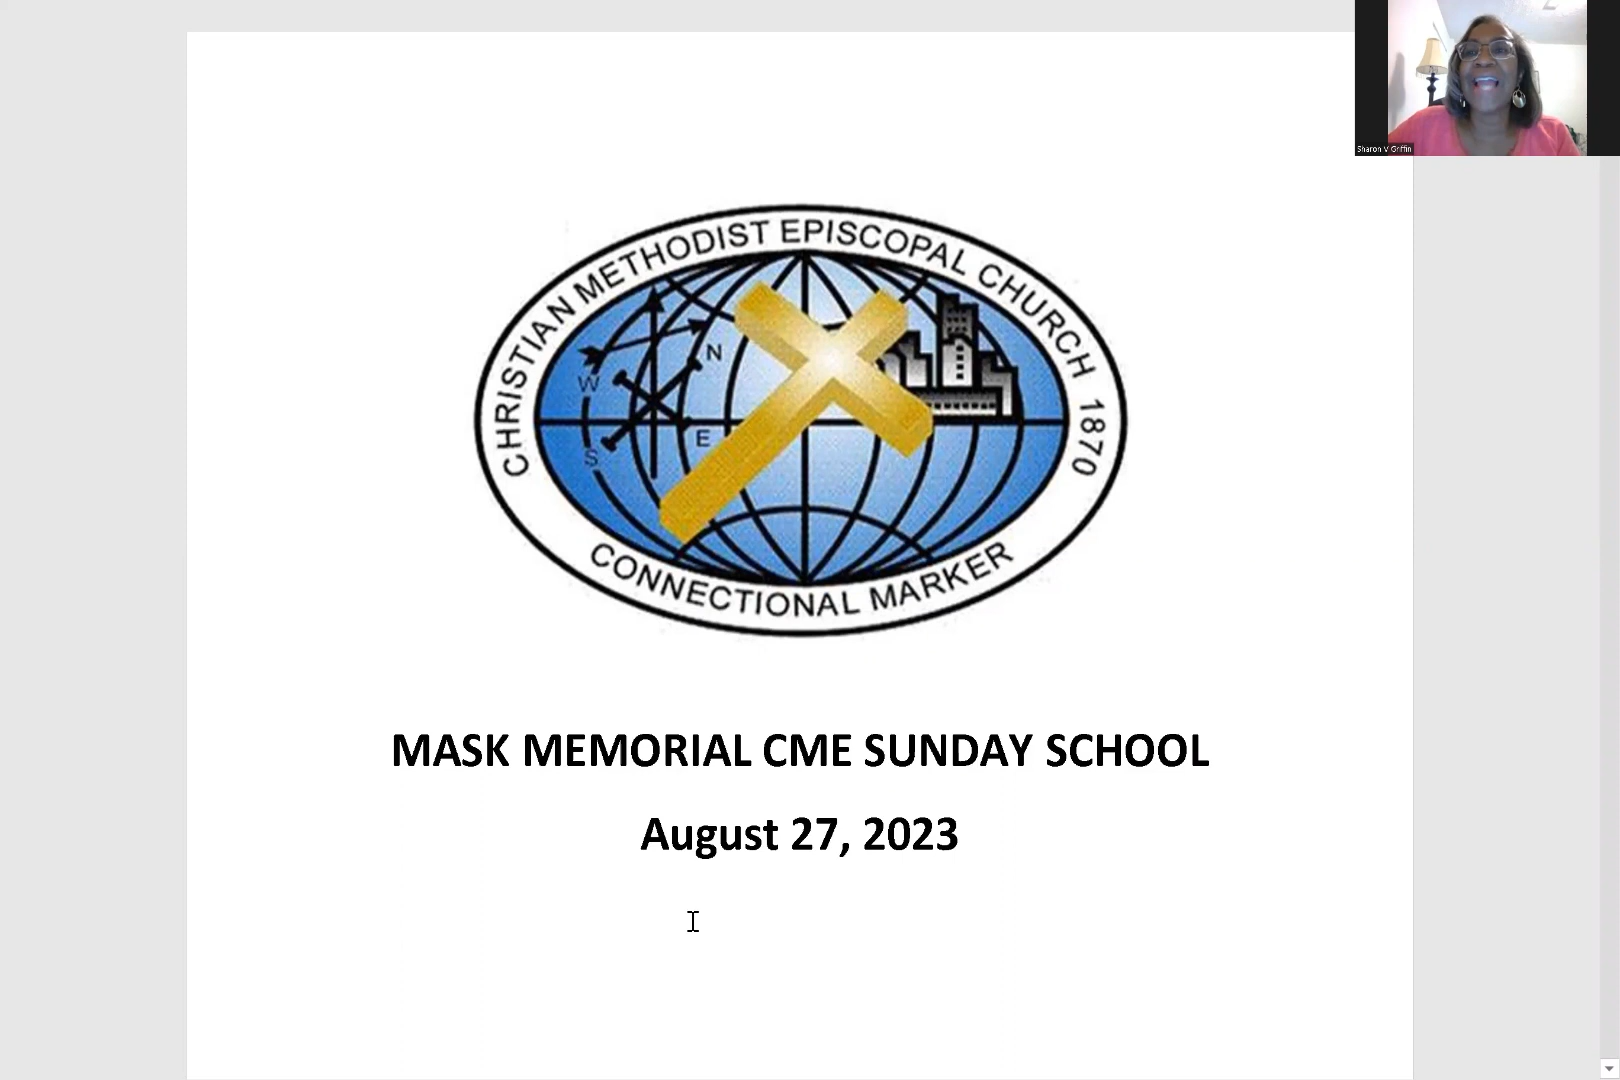 Sharon V Griffin
CHRISTIAN METHODIST EPISCOPAL CHURCH 1870
N
W
E
S
CONNECTIONAL MARKER
MASK MEMORIAL CME SUNDAY SCHOOL
August 27, 2023